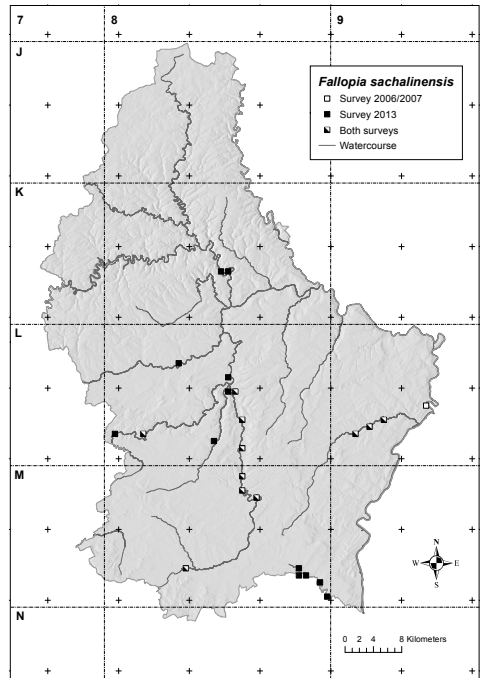 7 8 9
J
Fallopia sachalinensis
Survey 2006/2007
Survey 2013
Both surveys
Watercourse
K
L
M
N
W E
S
N
0 2 4 8 Kilometers